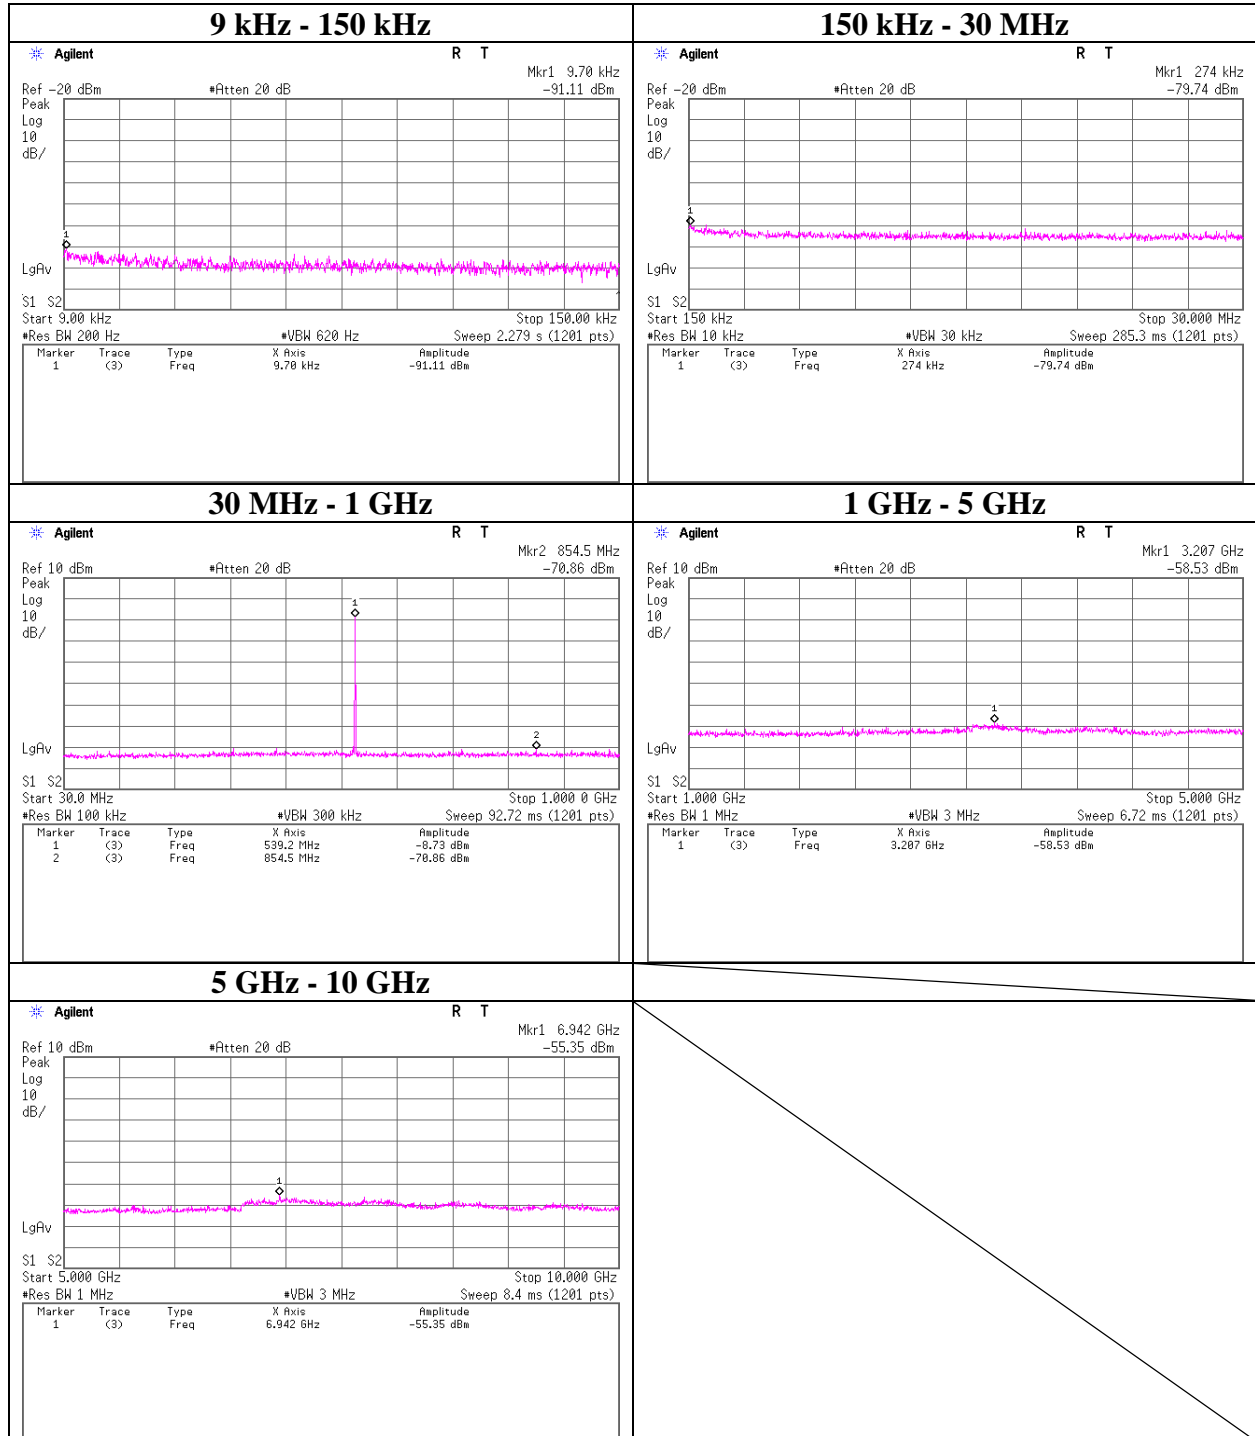 9 kHz - 150 kHz
Agilent
R T
Mkr1 9.70 kHz
Ref -20 dBm #Atten 20 dB -91.11 dBm
Peak
Log
10
dB/
1
LgAv
S1 S2
Start 9.00 kHz Stop 150.00 kHz
#Res BW 200 Hz #VBW 620 Hz Sweep 2.279 s (1201 pts)
Marker Trace Type X Axis Amplitude
1 (3) Freq 9.70 kHz -91.11 dBm
150 kHz - 30 MHz
Agilent
R T
Mkr1 274 kHz
Ref -20 dBm #Atten 20 dB -79.74 dBm
Peak
Log
10
dB/
1
LgAv
S1 S2
Start 150 kHz Stop 30.000 MHz
#Res BW 10 kHz #VBW 30 kHz Sweep 285.3 ms (1201 pts)
Marker Trace Type X Axis Amplitude
1 (3) Freq 274 kHz -79.74 dBm
30 MHz - 1 GHz
Agilent
R T
Mkr2 854.5 MHz
Ref 10 dBm #Atten 20 dB -70.86 dBm
Peak
Log
10
dB/
1
2
LgAv
S1 S2
Start 30.0 MHz Stop 1.000 0 GHz
#Res BW 100 kHz #VBW 300 kHz Sweep 92.72 ms (1201 pts)
Marker Trace Type X Axis Amplitude
1 (3) Freq 539.2 MHz -8.73 dBm
2 (3) Freq 854.5 MHz -70.86 dBm
1 GHz - 5 GHz
Agilent
R T
Mkr1 3.207 GHz
Ref 10 dBm #Atten 20 dB -58.53 dBm
Peak
Log
10
dB/
1
LgAv
S1 S2
Start 1.000 GHz Stop 5.000 GHz
#Res BW 1 MHz #VBW 3 MHz Sweep 6.72 ms (1201 pts)
Marker Trace Type X Axis Amplitude
1 (3) Freq 3.207 GHz -58.53 dBm
5 GHz - 10 GHz
Agilent
R T
Mkr1 6.942 GHz
Ref 10 dBm #Atten 20 dB -55.35 dBm
Peak
Log
10
dB/
1
LgAv
S1 S2
Start 5.000 GHz Stop 10.000 GHz
#Res BW 1 MHz #VBW 3 MHz Sweep 8.4 ms (1201 pts)
Marker Trace Type X Axis Amplitude
1 (3) Freq 6.942 GHz -55.35 dBm